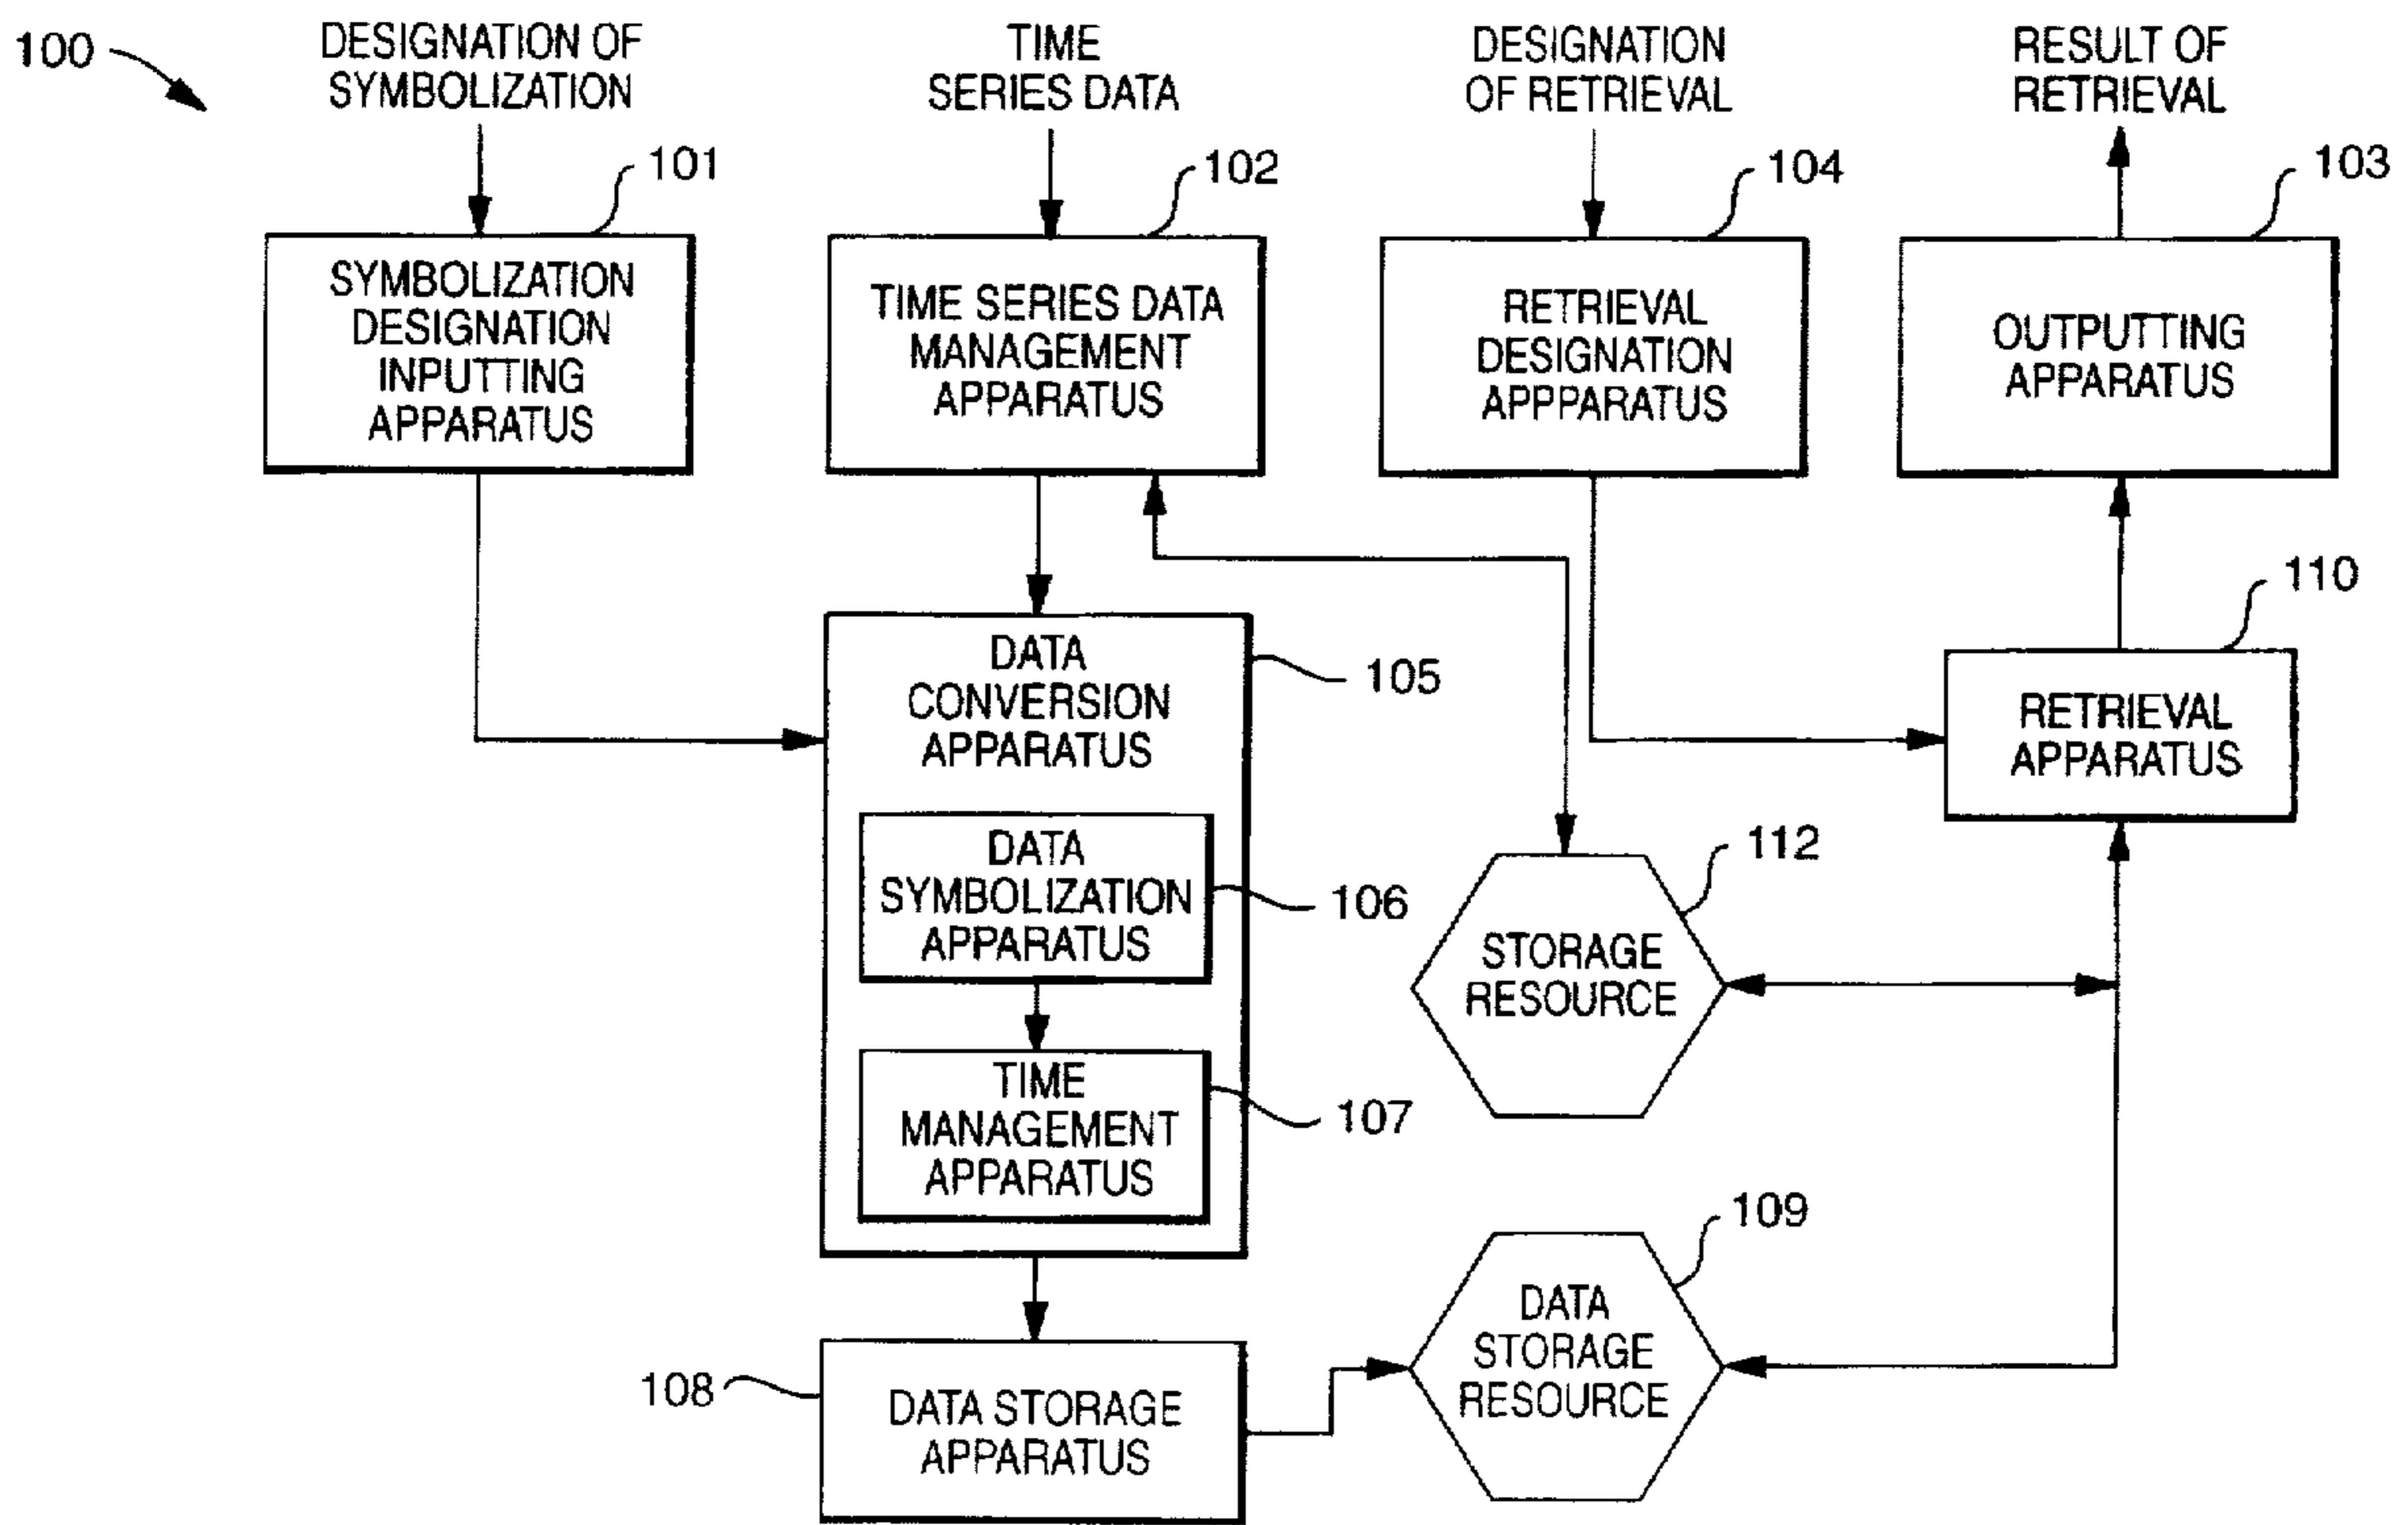 100
DESIGNATION OF
SYMBOLIZATION
TIME
SERIES DATA
DESIGNATION
OF RETRIEVAL
RESULT OF
RETRIEVAL
101
102
104
103
SYMBOLIZATION
DESIGNATION
INPUTTING
APPARATUS
TIME SERIES DATA
MANAGEMENT
APPARATUS
RETRIEVAL
DESIGNATION
APPPARATUS
OUTPUTTING
APPARATUS
110
DATA
CONVERSION
APPARATUS
105
RETRIEVAL
APPARATUS
DATA
SYMBOLIZATION
APPARATUS
106
112
STORAGE
RESOURCE
TIME
MANAGEMENT
APPARATUS
107
109
DATA
STORAGE
RESOURCE
108
DATA STORAGE
APPARATUS